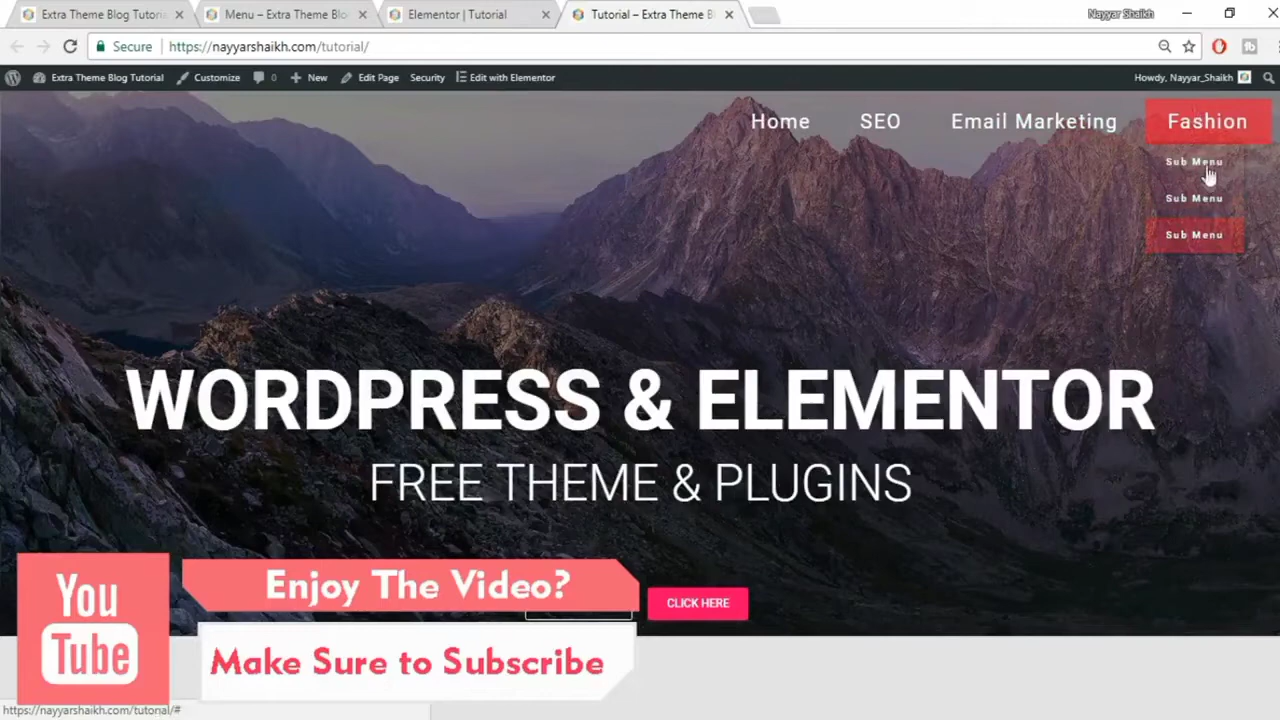 Extra Theme Blog Tutoria
Menu – Extra Theme Blo
Elementor | Tutorial
Tutorial – Extra Theme B
Nayyar Shaikh
Secure
https://nayyarshaikh.com/tutorial/
Extra Theme Blog Tutorial
Customize
0
New
Edit Page
Security
Edit with Elementor
Howdy, Nayyar_Shaikh
Home
SEO
Email Marketing
Fashion
Sub Menu
Sub Menu
Sub Menu
WORDPRESS & ELEMENTOR
FREE THEME & PLUGINS
CLICK HERE
You
Tube
Enjoy The Video?
Make Sure to Subscribe
https://nayyarshaikh.com/tutorial/#